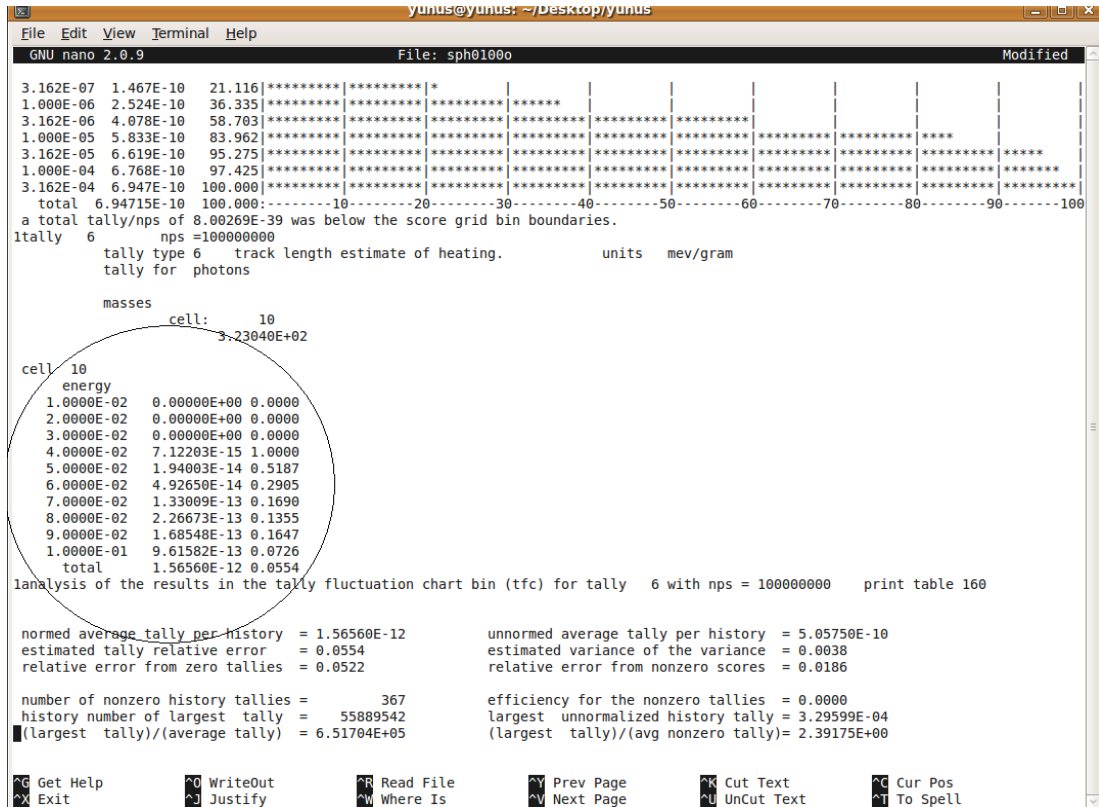 yunus@yunus: ~/Desktop/yunus
File Edit View Terminal Help
GNU nano 2.0.9 File: sph0100o Modified
3.162E-07 1.467E-10 21.116|*********|*********|* | | | | | | | |
1.000E-06 2.524E-10 36.335|*********|*********|*********|****** | | | | | | |
3.162E-06 4.078E-10 58.703|*********|*********|*********|*********|*********|*********| | | | |
1.000E-05 5.833E-10 83.962|*********|*********|*********|*********|*********|*********|*********|*********|**** | |
3.162E-05 6.619E-10 95.275|*********|*********|*********|*********|*********|*********|*********|*********|*********|***** |
1.000E-04 6.768E-10 97.425|*********|*********|*********|*********|*********|*********|*********|*********|*********|******* |
3.162E-04 6.947E-10 100.000|*********|*********|*********|*********|*********|*********|*********|*********|*********|*********|
total 6.94715E-10 100.000:--------10--------20--------30--------40--------50--------60--------70--------80--------90-------100
a total tally/nps of 8.00269E-39 was below the score grid bin boundaries.
1tally 6 nps =100000000
tally type 6 track length estimate of heating. units mev/gram
tally for photons
masses
cell: 10
3.23040E+02
cell 10
energy
1.0000E-02 0.00000E+00 0.0000
2.0000E-02 0.00000E+00 0.0000
3.0000E-02 0.00000E+00 0.0000
4.0000E-02 7.12203E-15 1.0000
5.0000E-02 1.94003E-14 0.5187
6.0000E-02 4.92650E-14 0.2905
7.0000E-02 1.33009E-13 0.1690
8.0000E-02 2.26673E-13 0.1355
9.0000E-02 1.68548E-13 0.1647
1.0000E-01 9.61582E-13 0.0726
total 1.56560E-12 0.0554
1analysis of the results in the tally fluctuation chart bin (tfc) for tally 6 with nps = 100000000 print table 160
normed average tally per history = 1.56560E-12 unnormed average tally per history = 5.05750E-10
estimated tally relative error = 0.0554 estimated variance of the variance = 0.0038
relative error from zero tallies = 0.0522 relative error from nonzero scores = 0.0186
number of nonzero history tallies = 367 efficiency for the nonzero tallies = 0.0000
history number of largest tally = 55889542 largest unnormalized history tally = 3.29599E-04
(largest tally)/(average tally) = 6.51704E+05 (largest tally)/(avg nonzero tally)= 2.39175E+00
^G Get Help ^O WriteOut ^R Read File ^Y Prev Page ^K Cut Text ^C Cur Pos
^X Exit ^J Justify ^W Where Is ^V Next Page ^U UnCut Text ^T To Spell